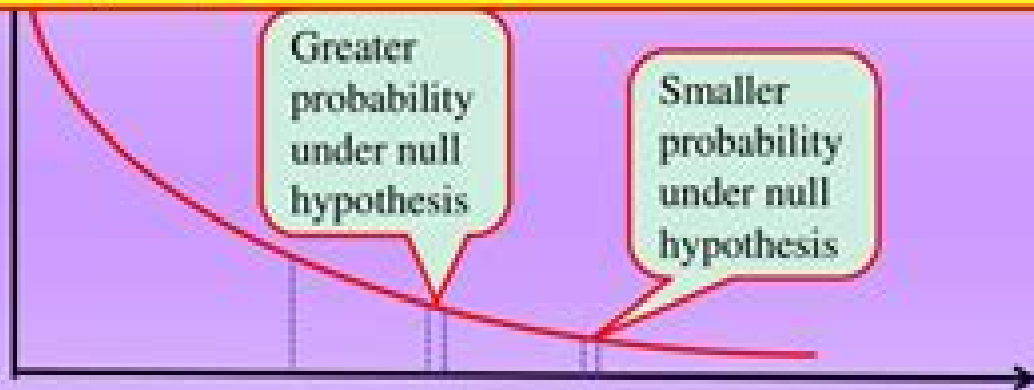 Greater
probability
under null
hypothesis
Smaller
probability
under null
hypothesis